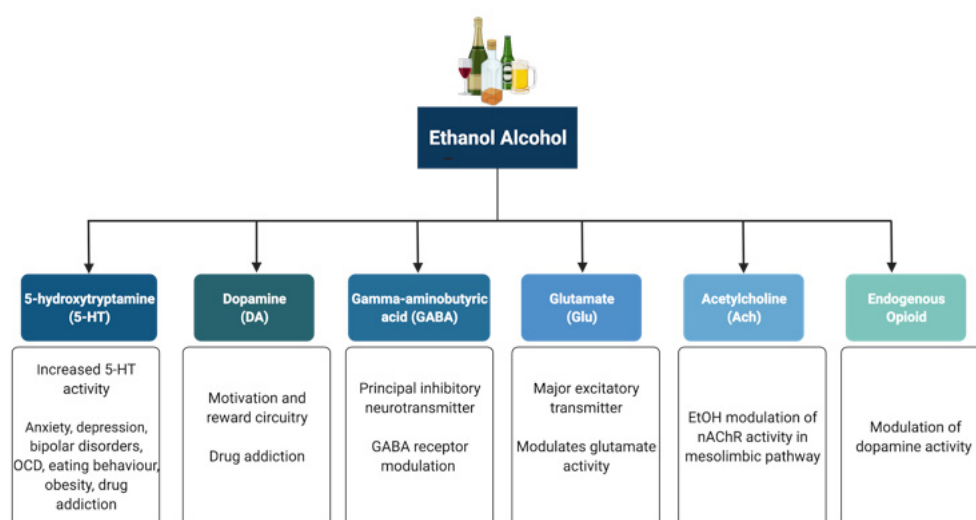 Ethanol Alcohol
5-hydroxytryptamine
(5-HT)
Increased 5-HT
activity
Anxiety, depression,
bipolar disorders,
OCD, eating behaviour,
obesity, drug
addiction
Dopamine
(DA)
Motivation and
reward circuitry
Drug addiction
Gamma-aminobutyric
acid (GABA)
Principal inhibitory
neurotransmitter
GABA receptor
modulation
Glutamate
(Glu)
Major excitatory
transmitter
Modulates glutamate
activity
Acetylcholine
(Ach)
EtOH modulation of
nAChR activity in
mesolimbic pathway
Endogenous
Opioid
Modulation of
dopamine activity